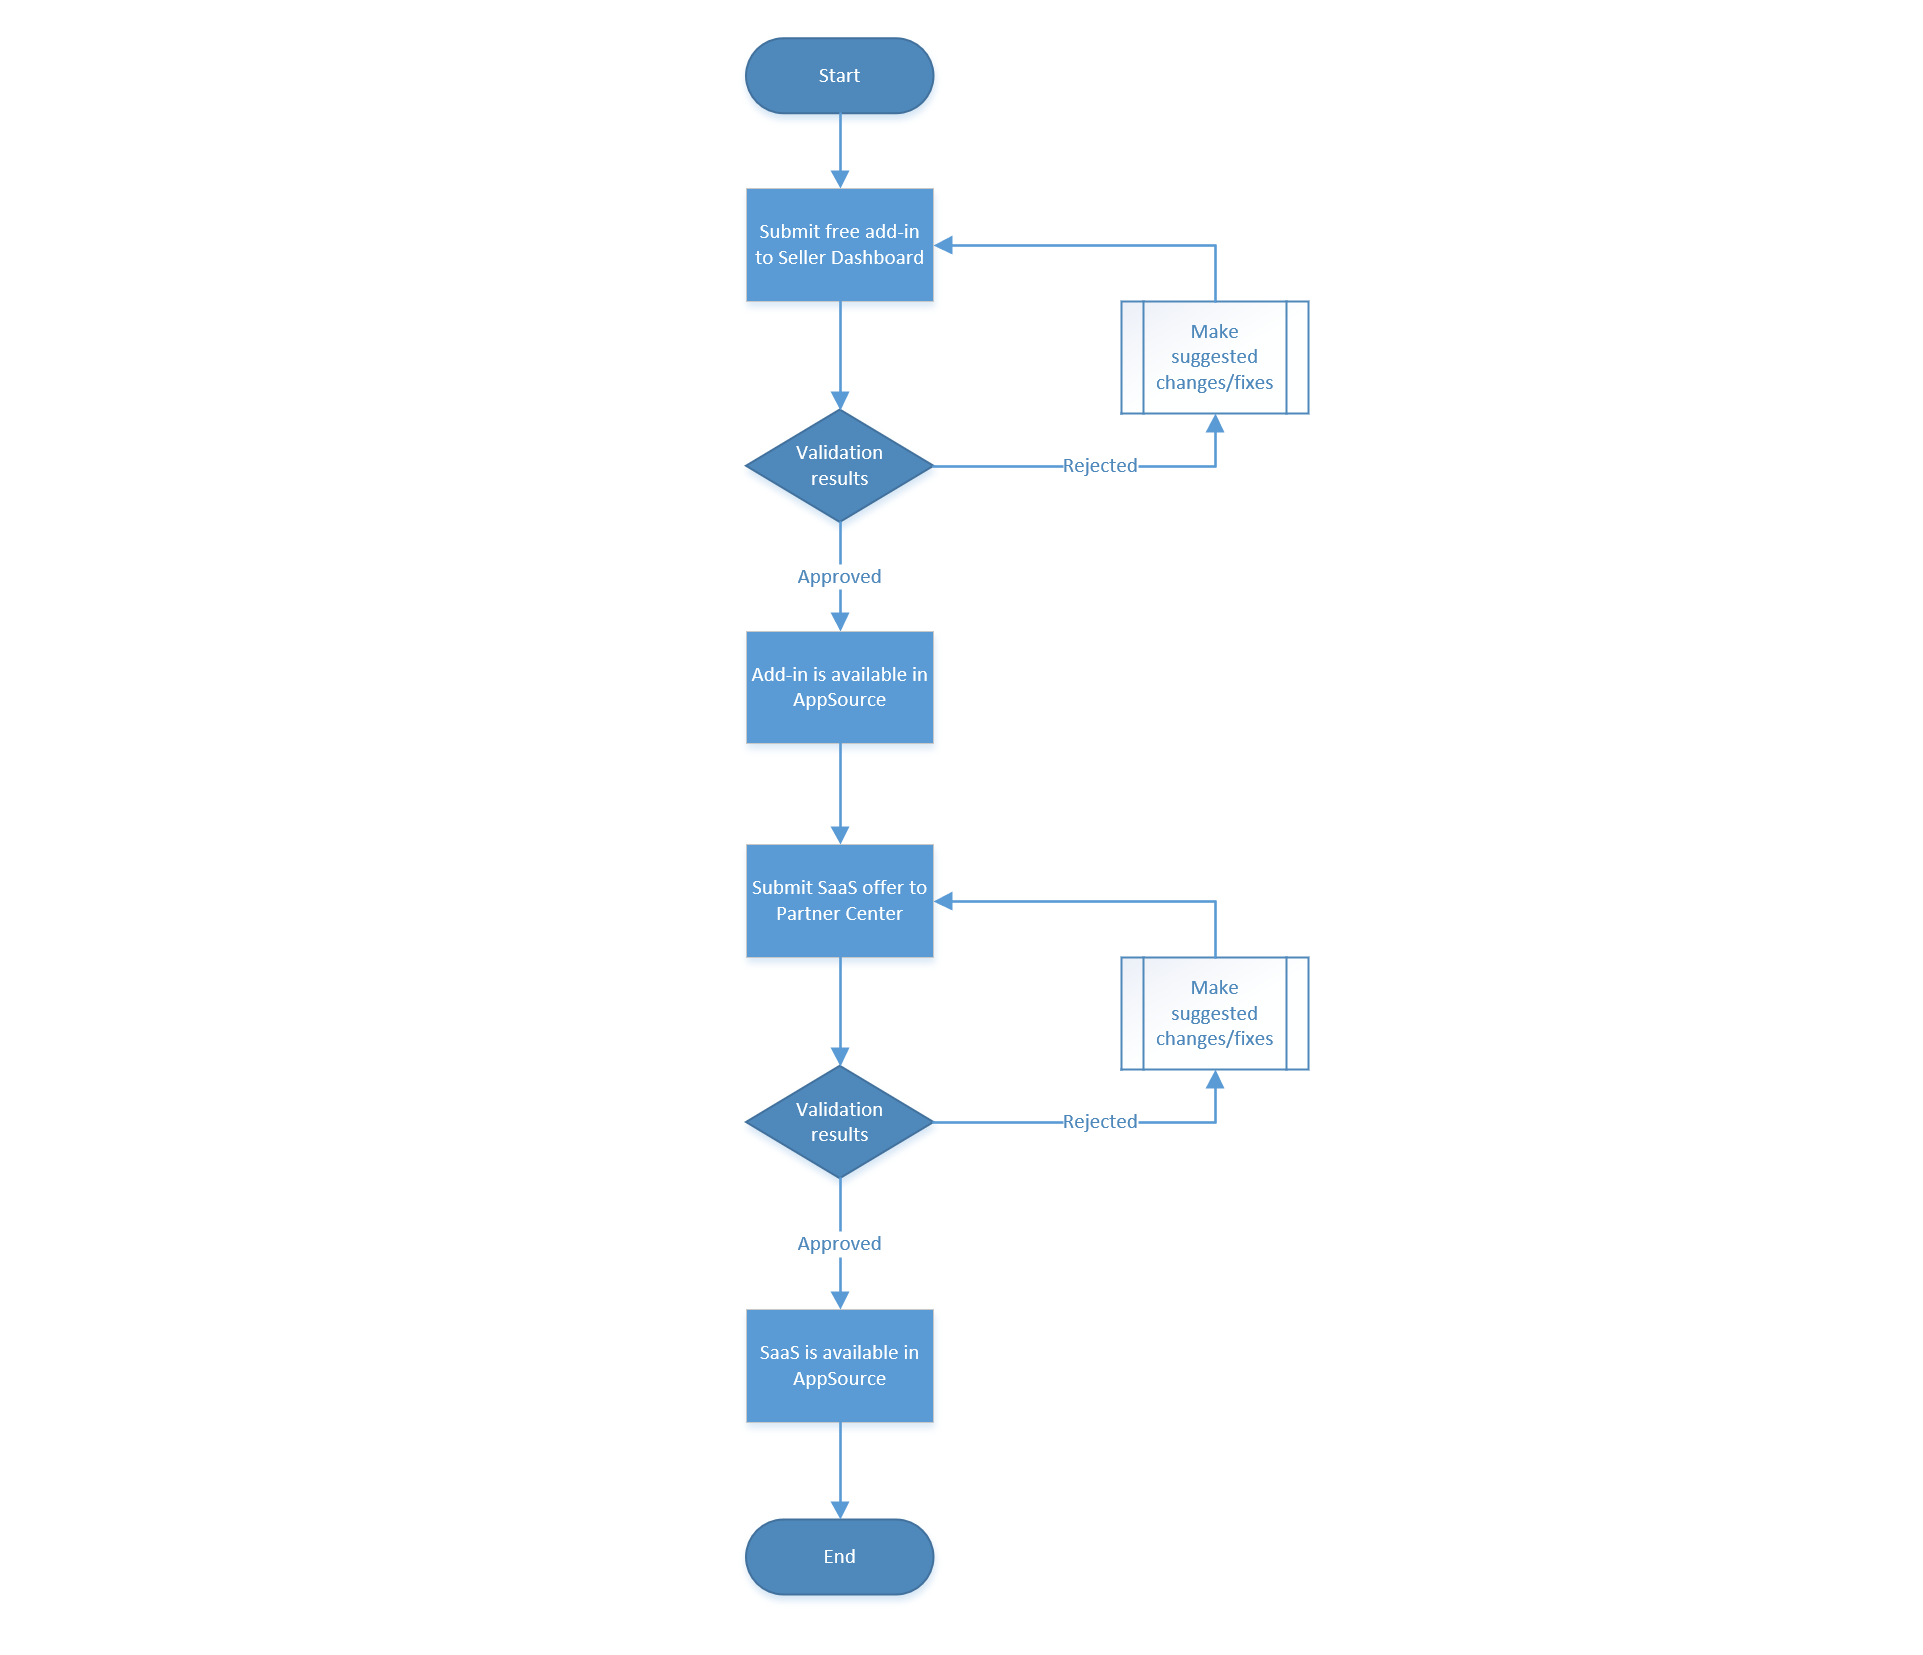 Start
Submit free add-in
to Seller Dashboard
Make
suggested
changes/fixes
Validation
results
Rejected
Approved
Add-in is available in
AppSource
Submit SaaS offer to
Partner Center
Make
suggested
changes/fixes
Validation
results
Rejected
Approved
SaaS is available in
AppSource
End